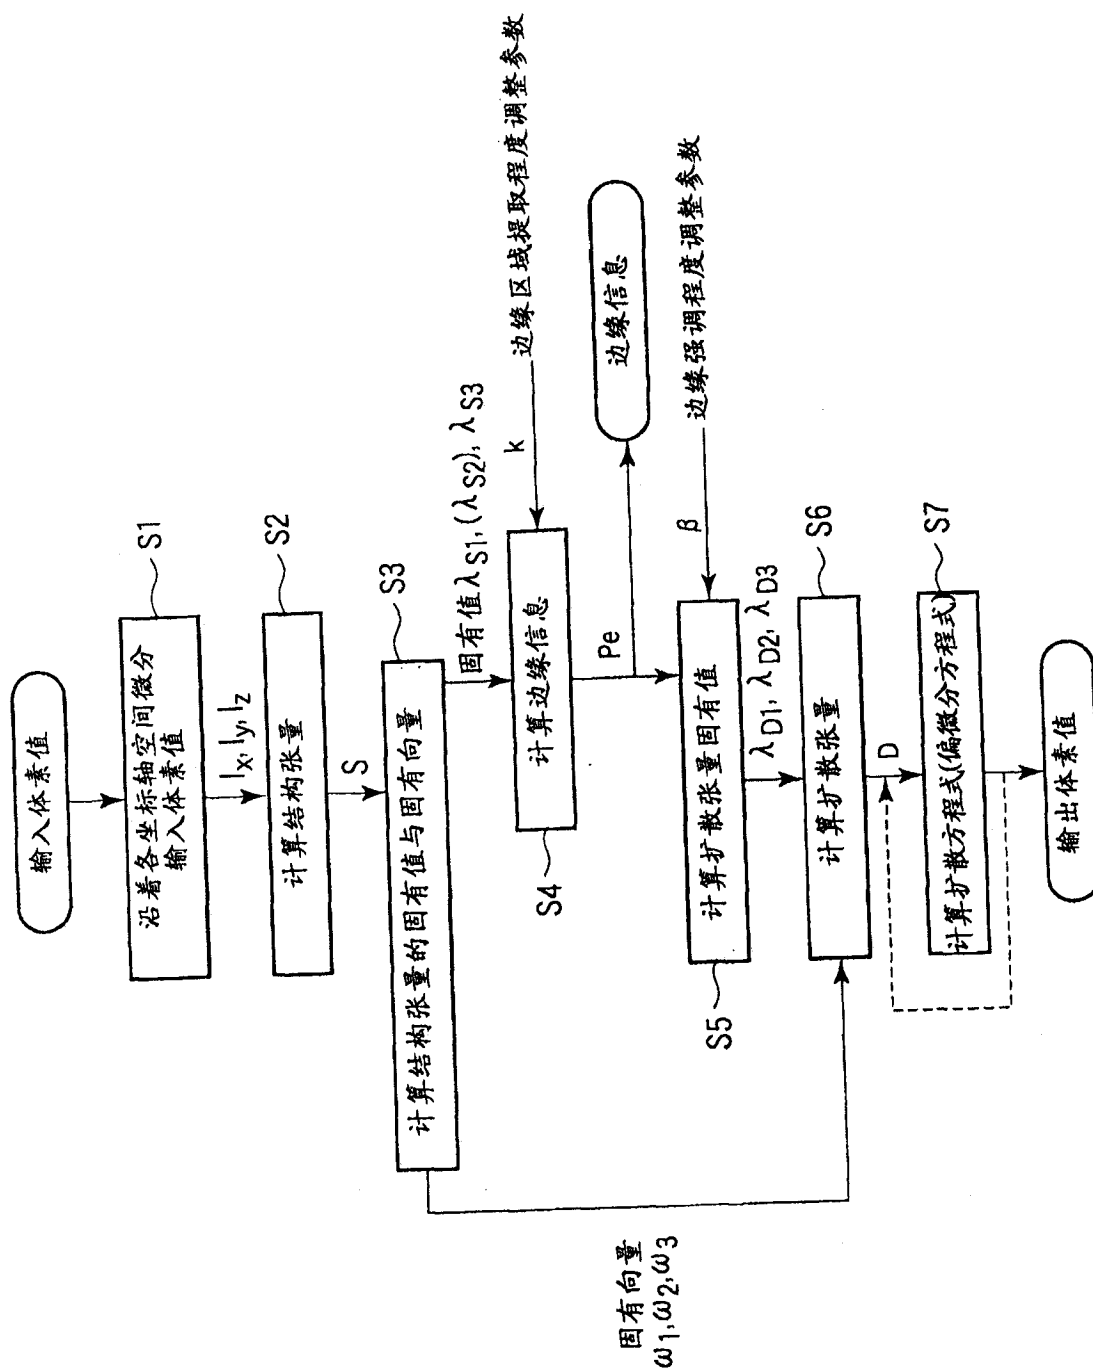 输入体素值
沿着各坐标轴空间微分
输入体素值
S1
Ix, Iy, Iz
计算结构张量
S2
S
计算结构张量的固有值与固有向量
S3
固有值λS1, (λS2), λS3
固有向量
ω1, ω2, ω3
k
边缘区域提取程度调整参数
计算边缘信息
S4
Pe
边缘信息
β
边缘强调程度调整参数
计算扩散张量固有值
S5
λD1, λD2, λD3
计算扩散张量
S6
D
计算扩散方程式(偏微分方程式)
S7
输出体素值